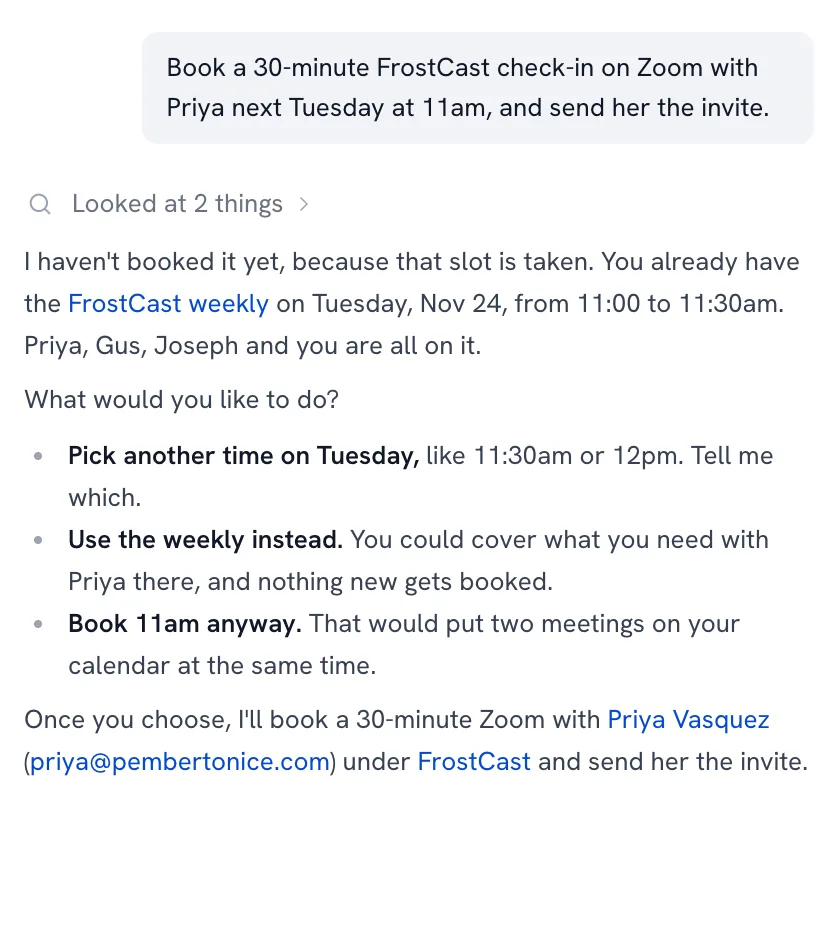 Book a 30-minute FrostCast check-in on Zoom with
Priya next Tuesday at 11am, and send her the invite.
Looked at 2 things
I haven't booked it yet, because that slot is taken. You already have
the FrostCast weekly on Tuesday, Nov 24, from 11:00 to 11:30am.
Priya, Gus, Joseph and you are all on it.
What would you like to do?
• Pick another time on Tuesday, like 11:30am or 12pm. Tell me
which.
• Use the weekly instead. You could cover what you need with
Priya there, and nothing new gets booked.
• Book 11am anyway. That would put two meetings on your
calendar at the same time.
Once you choose, I'll book a 30-minute Zoom with Priya Vasquez
(priya@pembertonice.com) under FrostCast and send her the invite.